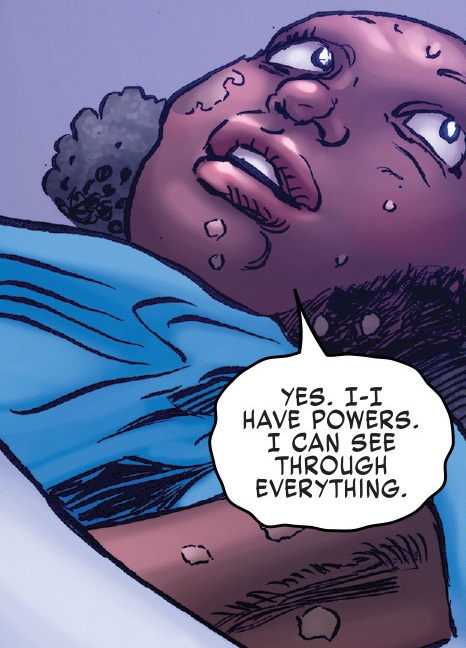 YES. I-I
HAVE POWERS.
I CAN SEE
THROUGH
EVERYTHING.